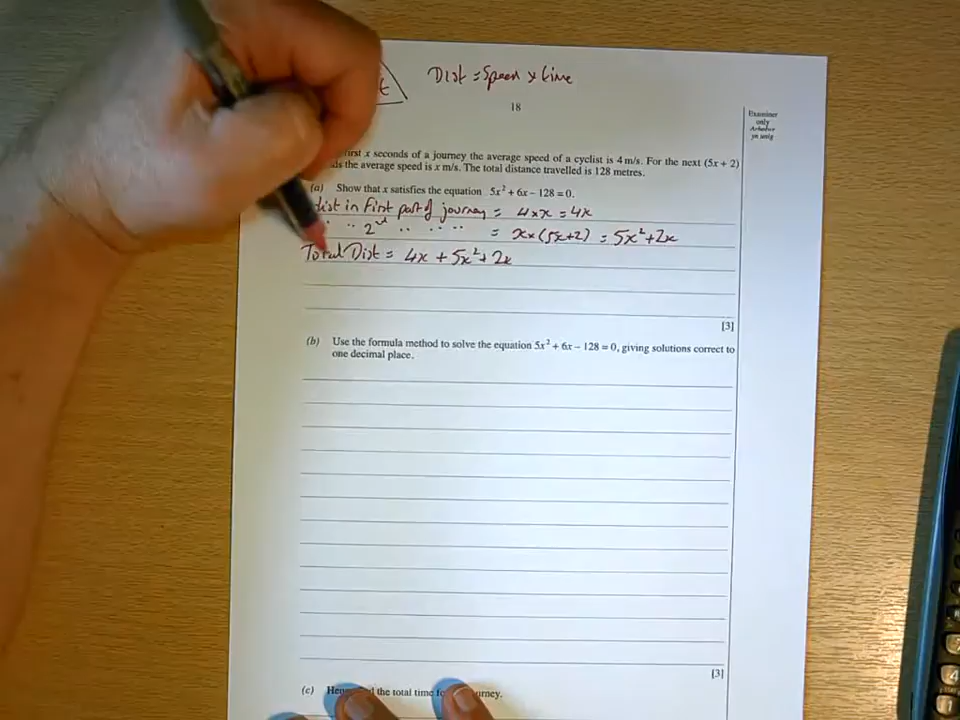 t
Dist = Speed x time
18
Examiner
only
first x seconds of a journey the average speed of a cyclist is 4 m/s. For the next (5x + 2)
the average speed is x m/s. The total distance travelled is 128 metres.
(a) Show that x satisfies the equation 5x² + 6x – 128 = 0.
Dist in First part of journey = 4 x x = 4x
" " 2nd " " " " = x x (5x+2) = 5x²+2x
Total Dist = 4x + 5x² + 2x
[3]
(b) Use the formula method to solve the equation 5x² + 6x – 128 = 0, giving solutions correct to
one decimal place.
[3]
(c) the total time